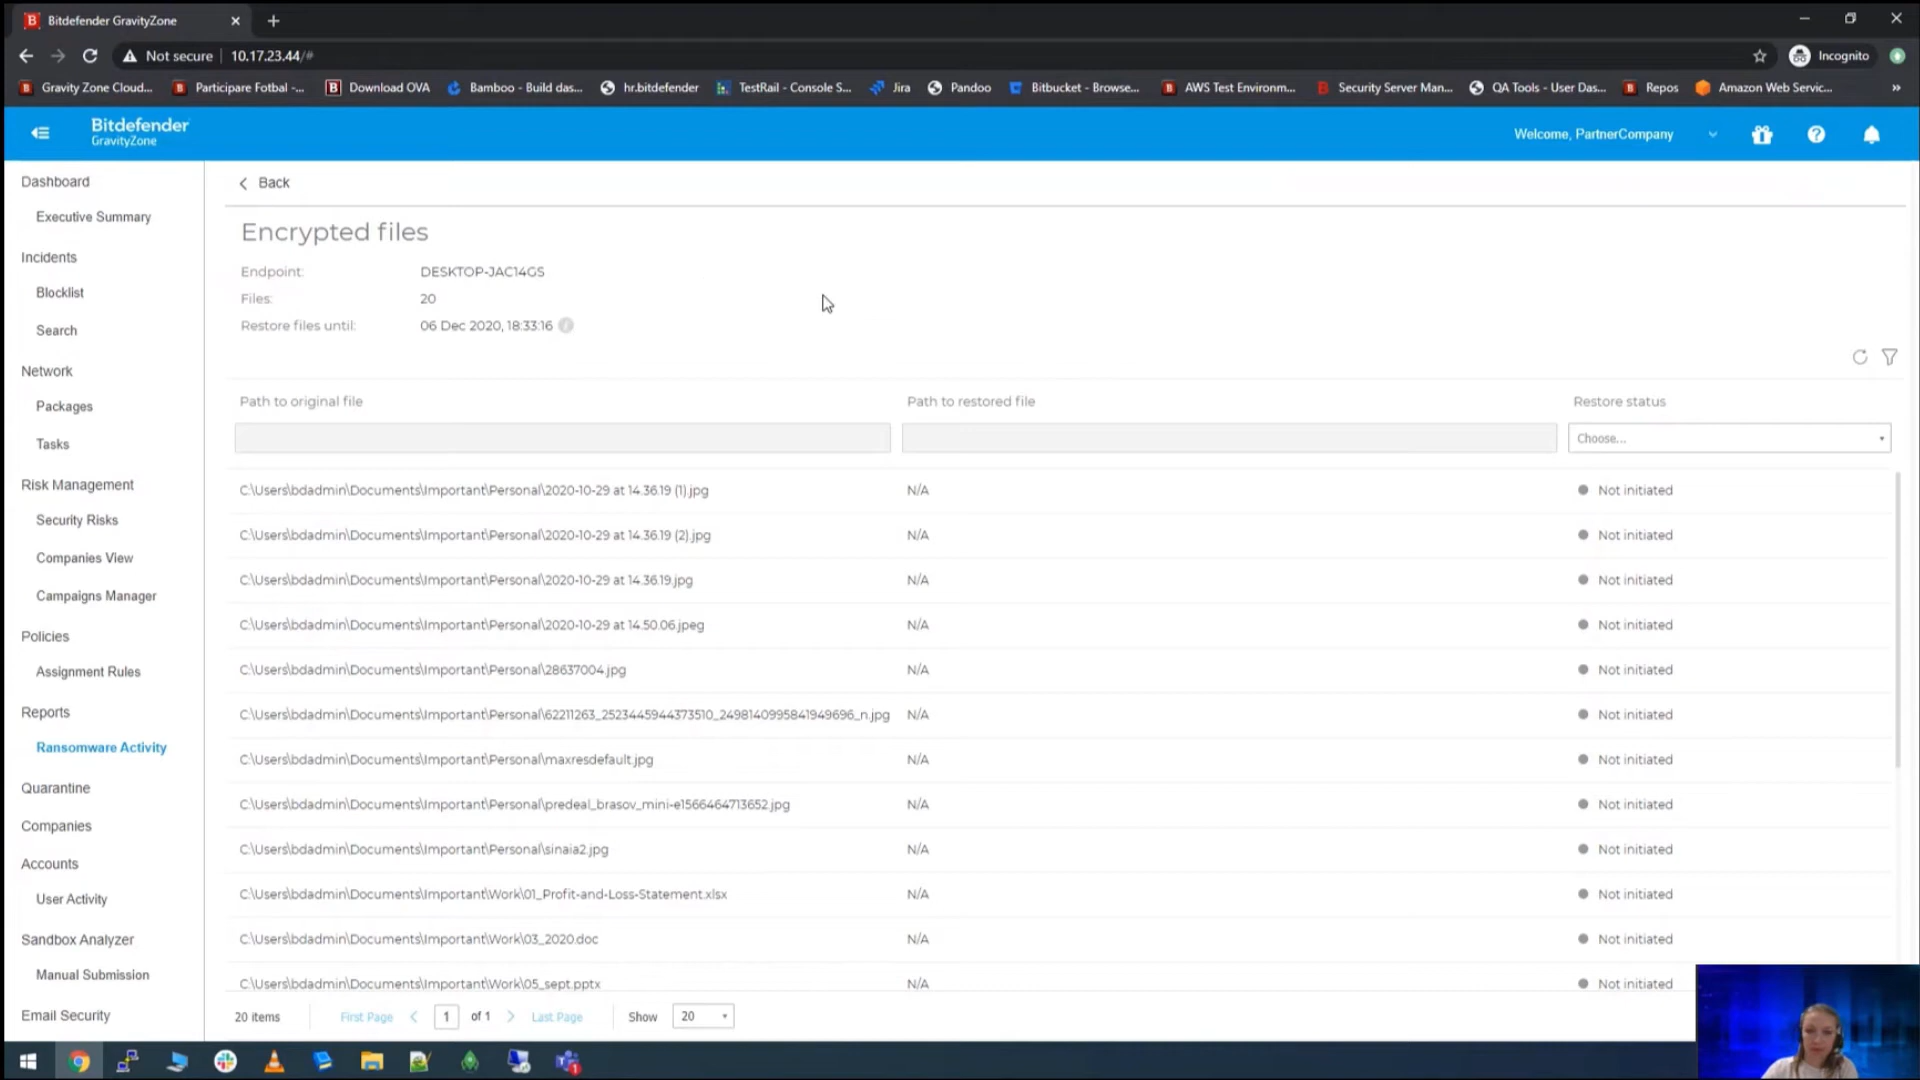 Bitdefender GravityZone
Not secure
10.17.23.44/#
Incognito
Gravity Zone Cloud...
Participare Fotbal -...
Download OVA
Bamboo - Build das...
hr.bitdefender
TestRail - Console S...
Jira
Pandoo
Bitbucket - Browse...
AWS Test Environm...
Security Server Man...
QA Tools - User Das...
Repos
Amazon Web Servic...
Bitdefender
GravityZone
Welcome, PartnerCompany
Dashboard
Executive Summary
Incidents
Blocklist
Search
Network
Packages
Tasks
Risk Management
Security Risks
Companies View
Campaigns Manager
Policies
Assignment Rules
Reports
Ransomware Activity
Quarantine
Companies
Accounts
User Activity
Sandbox Analyzer
Manual Submission
Email Security
Back
Encrypted files
Endpoint: DESKTOP-JAC14GS
Files: 20
Restore files until: 06 Dec 2020, 18:33:16
Path to original file Path to restored file Restore status
Choose...
C:\Users\bdadmin\Documents\Important\Personal\2020-10-29 at 14.36.19 (1).jpg N/A Not initiated
C:\Users\bdadmin\Documents\Important\Personal\2020-10-29 at 14.36.19 (2).jpg N/A Not initiated
C:\Users\bdadmin\Documents\Important\Personal\2020-10-29 at 14.36.19.jpg N/A Not initiated
C:\Users\bdadmin\Documents\Important\Personal\2020-10-29 at 14.50.06.jpeg N/A Not initiated
C:\Users\bdadmin\Documents\Important\Personal\28637004.jpg N/A Not initiated
C:\Users\bdadmin\Documents\Important\Personal\62211263_2523445944373510_2498140995841949696_n.jpg N/A Not initiated
C:\Users\bdadmin\Documents\Important\Personal\maxresdefault.jpg N/A Not initiated
C:\Users\bdadmin\Documents\Important\Personal\predeal_brasov_mini-e1566464713652.jpg N/A Not initiated
C:\Users\bdadmin\Documents\Important\Personal\sinaia2.jpg N/A Not initiated
C:\Users\bdadmin\Documents\Important\Work\01_Profit-and-Loss-Statement.xlsx N/A Not initiated
C:\Users\bdadmin\Documents\Important\Work\03_2020.doc N/A Not initiated
C:\Users\bdadmin\Documents\Important\Work\05_sept.pptx N/A Not initiated
20 items First Page 1 of 1 Last Page Show 20